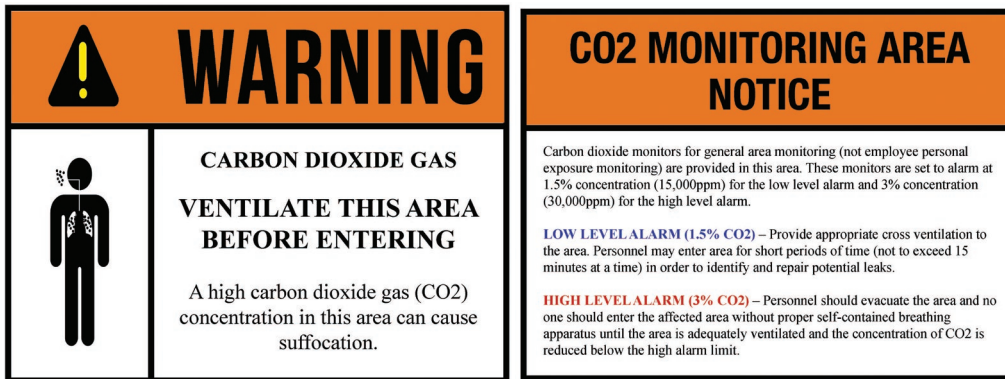 WARNING
CARBON DIOXIDE GAS
VENTILATE THIS AREA
BEFORE ENTERING
A high carbon dioxide gas (CO2)
concentration in this area can cause
suffocation.
CO2 MONITORING AREA
NOTICE
Carbon dioxide monitors for general area monitoring (not employee personal
exposure monitoring) are provided in this area. These monitors are set to alarm at
1.5% concentration (15,000ppm) for the low level alarm and 3% concentration
(30,000ppm) for the high level alarm.
LOW LEVEL ALARM (1.5% CO2) – Provide appropriate cross ventilation to
the area. Personnel may enter area for short periods of time (not to exceed 15
minutes at a time) in order to identify and repair potential leaks.
HIGH LEVEL ALARM (3% CO2) – Personnel should evacuate the area and no
one should enter the affected area without proper self-contained breathing
apparatus until the area is adequately ventilated and the concentration of CO2 is
reduced below the high alarm limit.